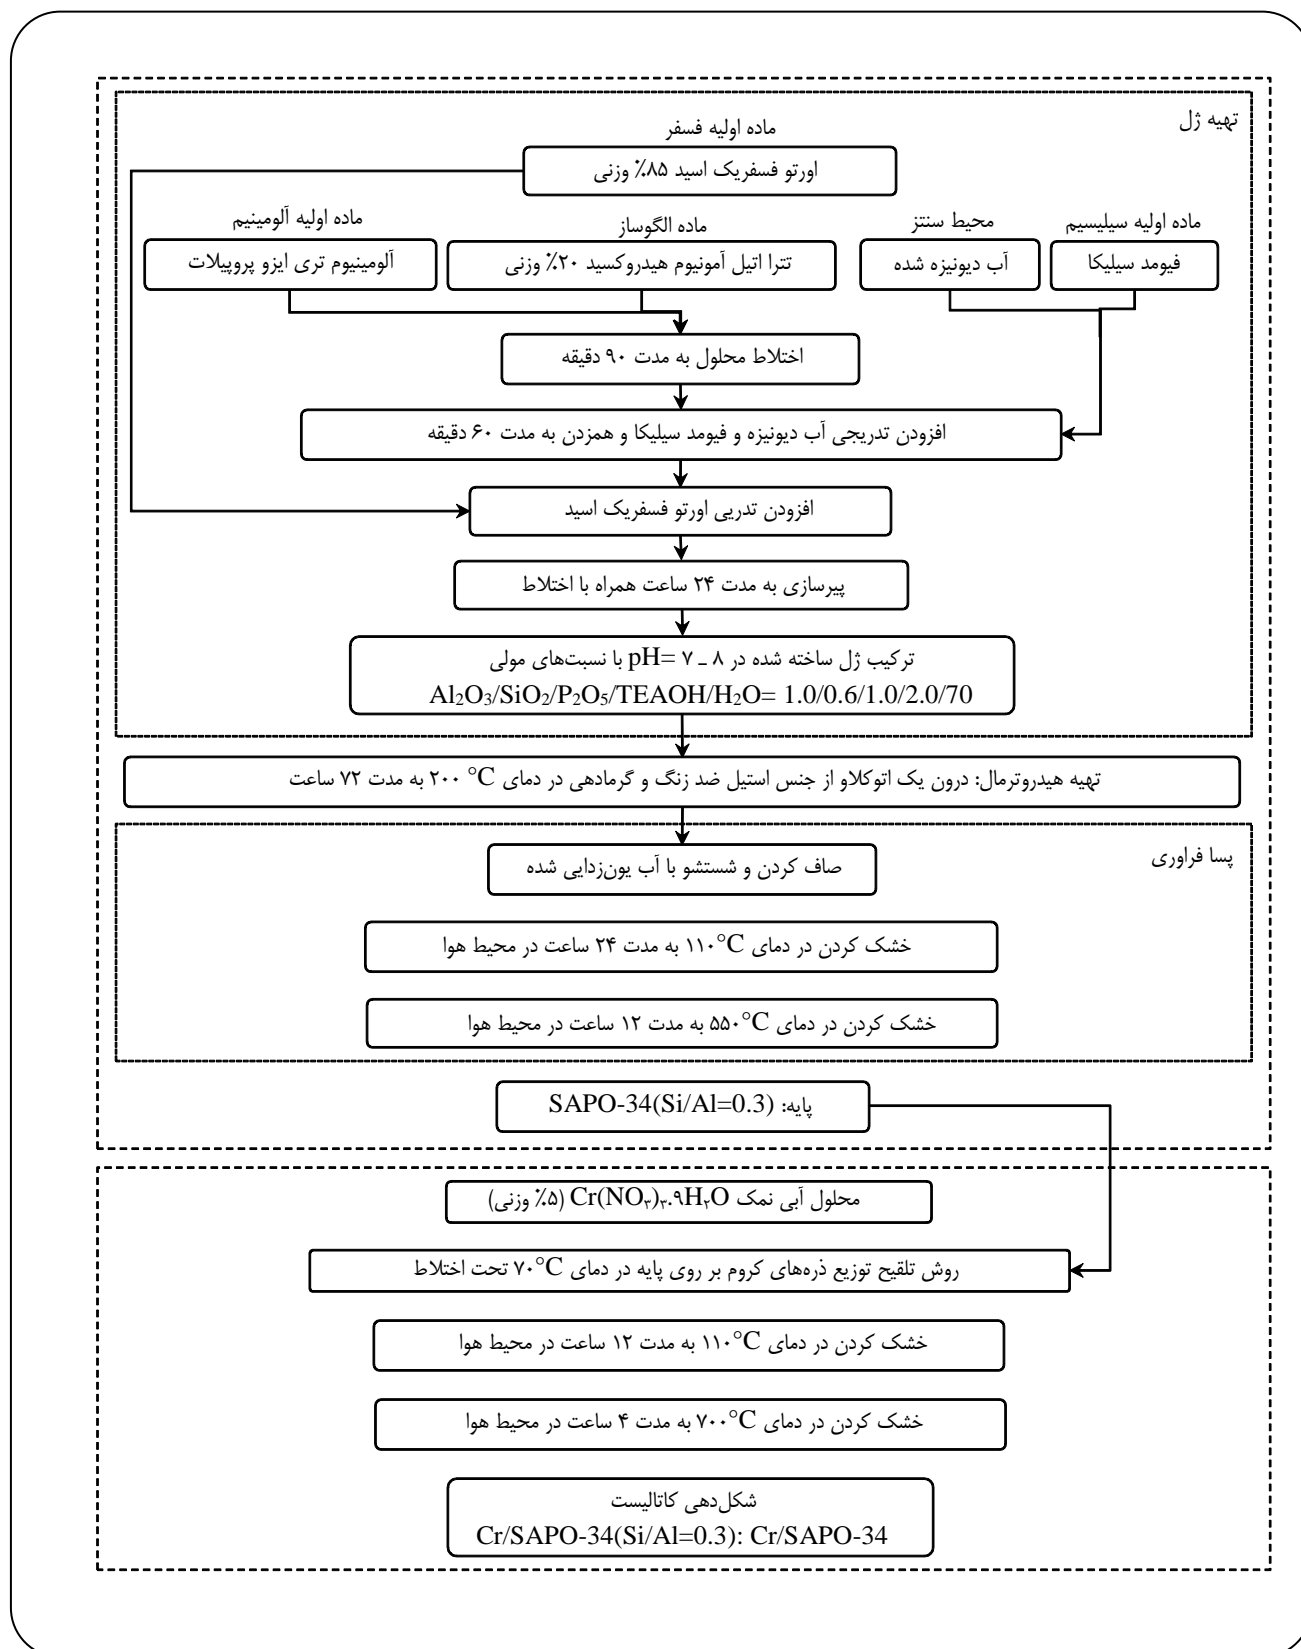 تهیه ژل
ماده اولیه فسفر
اورتو فسفریک اسید ۸۵٪ وزنی
ماده اولیه سیلیسیم
محیط سنتز
ماده الگوساز
ماده اولیه آلومینیم
فیومد سیلیکا
آب دیونیزه شده
تترا اتیل آمونیوم هیدروکسید ۲۰٪ وزنی
آلومینیوم تری ایزو پروپیلات
اختلاط محلول به مدت ۹۰ دقیقه
افزودن تدریجی آب دیونیزه و فیومد سیلیکا و همزدن به مدت ۶۰ دقیقه
افزودن تدریی اورتو فسفریک اسید
پیرسازی به مدت ۲۴ ساعت همراه با اختلاط
ترکیب ژل ساخته شده در pH= ۷ ـ ۸ با نسبت‌های مولی
Al₂O₃/SiO₂/P₂O₅/TEAOH/H₂O= 1.0/0.6/1.0/2.0/70
تهیه هیدروترمال: درون یک اتوکلاو از جنس استیل ضد زنگ و گرمادهی در دمای ۲۰۰ °C به مدت ۷۲ ساعت
پسا فراوری
صاف کردن و شستشو با آب یون‌زدایی شده
خشک کردن در دمای ۱۱۰°C به مدت ۲۴ ساعت در محیط هوا
خشک کردن در دمای ۵۵۰°C به مدت ۱۲ ساعت در محیط هوا
پایه: SAPO-34(Si/Al=0.3)
محلول آبی نمک Cr(NO۳)۳.۹H۲O (۵٪ وزنی)
روش تلقیح توزیع ذره‌های کروم بر روی پایه در دمای ۷۰°C تحت اختلاط
خشک کردن در دمای ۱۱۰°C به مدت ۱۲ ساعت در محیط هوا
خشک کردن در دمای ۷۰۰°C به مدت ۴ ساعت در محیط هوا
شکل‌دهی کاتالیست
Cr/SAPO-34(Si/Al=0.3): Cr/SAPO-34